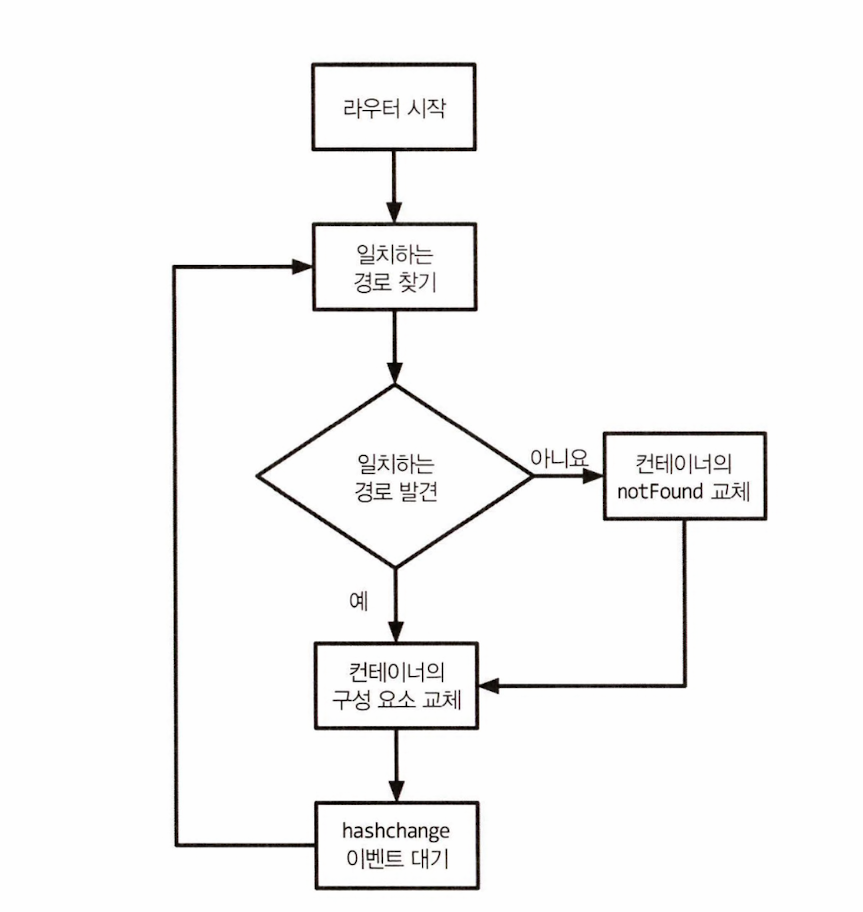 라우터 시작
일치하는
경로 찾기
일치하는
경로 발견
아니요
컨테이너의
notFound 교체
예
컨테이너의
구성 요소 교체
hashchange
이벤트 대기